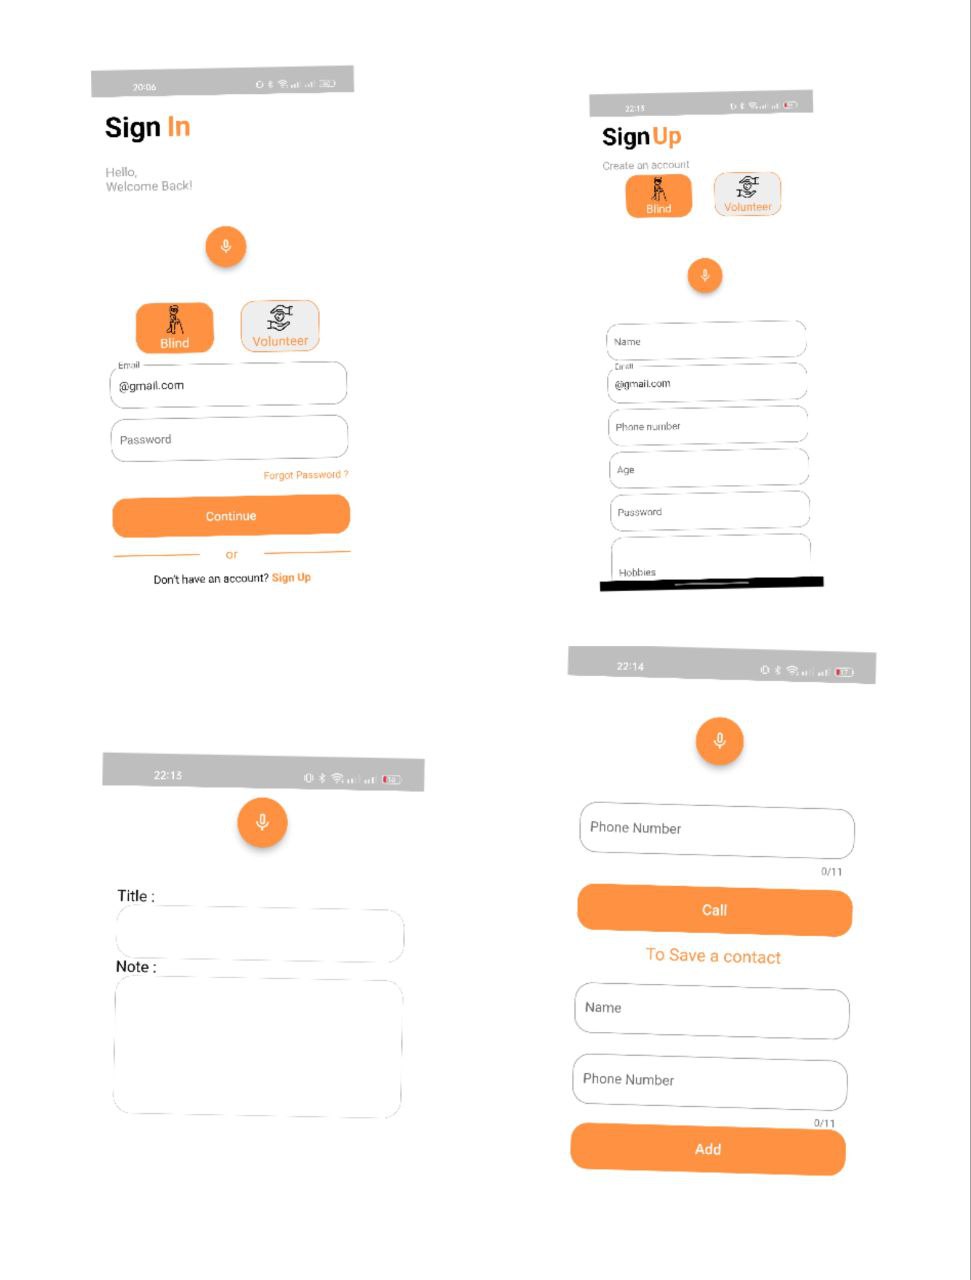 20:06
Sign In
Hello,
Welcome Back!
Blind
Volunteer
Email
@gmail.com
Password
Forgot Password ?
Continue
or
Don't have an account? Sign Up
22:13
Sign Up
Create an account
Blind
Volunteer
Name
Email
@gmail.com
Phone number
Age
Password
Hobbies
22:13
Title :
Note :
22:14
Phone Number
0/11
Call
To Save a contact
Name
Phone Number
0/11
Add